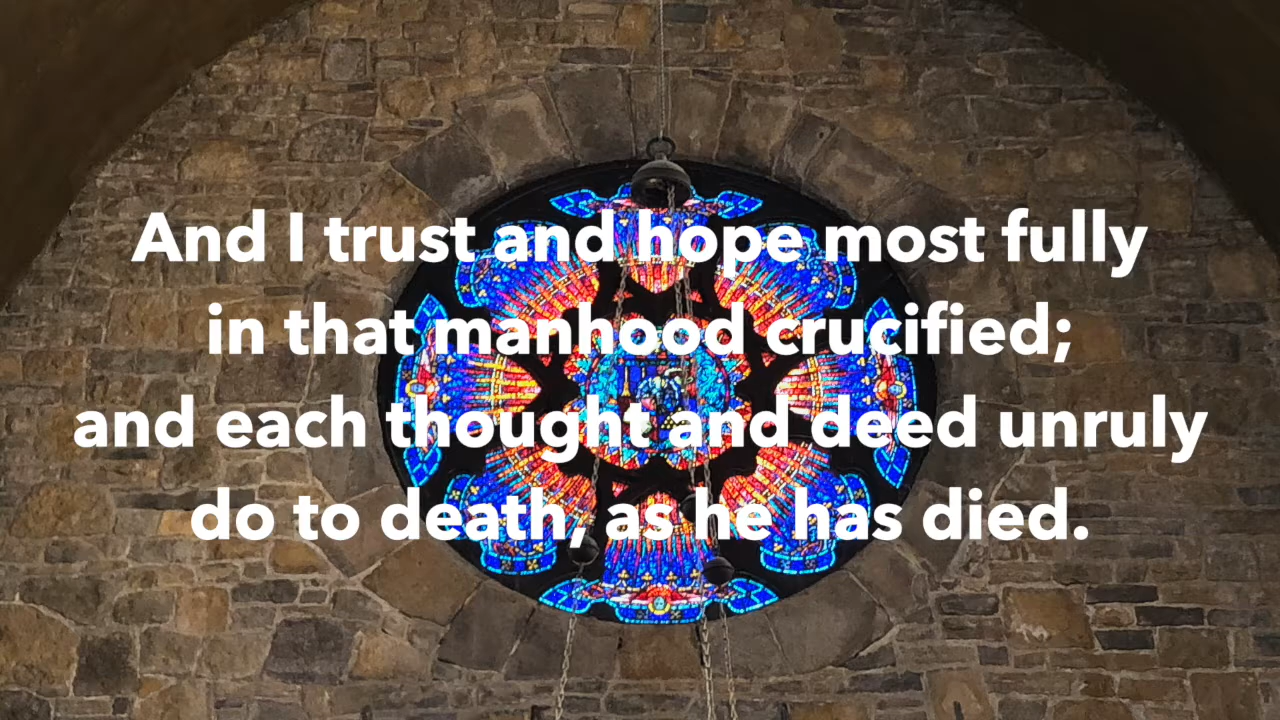 And I trust and hope most fully
in that manhood crucified;
and each thought and deed unruly
do to death, as he has died.